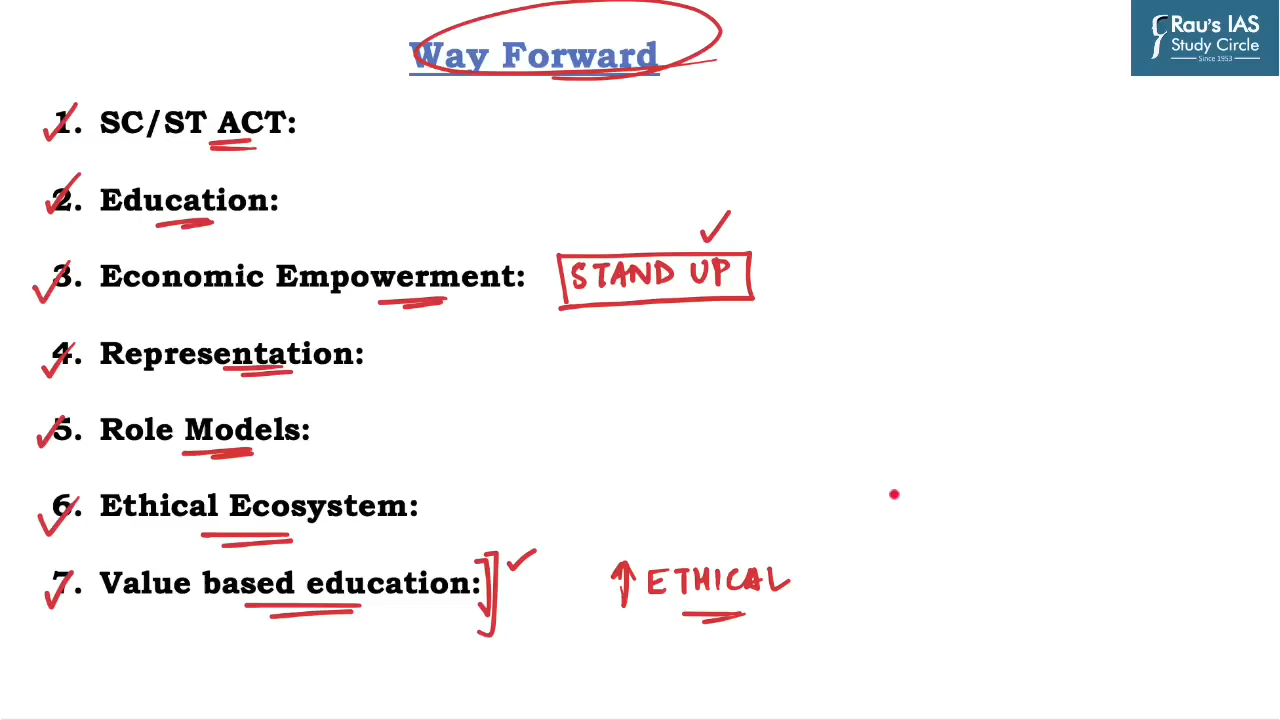 Way Forward
Rau's IAS
Study Circle
Since 1953
1. SC/ST ACT:
2. Education:
3. Economic Empowerment: STAND UP
4. Representation:
5. Role Models:
6. Ethical Ecosystem:
7. Value based education: ↑ ETHICAL